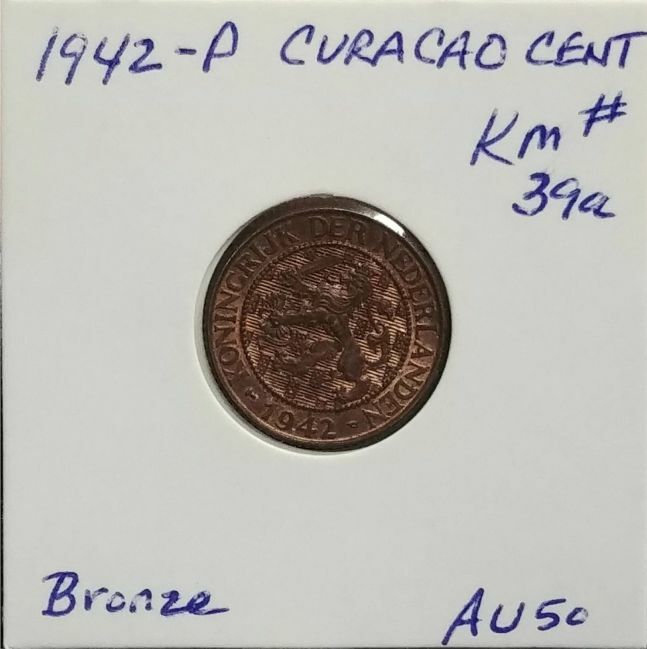 1942-P CURACAO CENT
Km #
39a
KONINGRIJK DER NEDERLANDEN
1942
Bronze
AU50